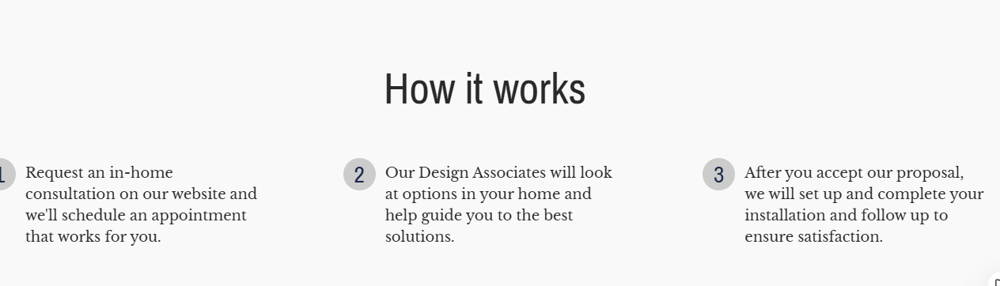 How it works
1
Request an in-home
consultation on our website and
we'll schedule an appointment
that works for you.
2
Our Design Associates will look
at options in your home and
help guide you to the best
solutions.
3
After you accept our proposal,
we will set up and complete your
installation and follow up to
ensure satisfaction.